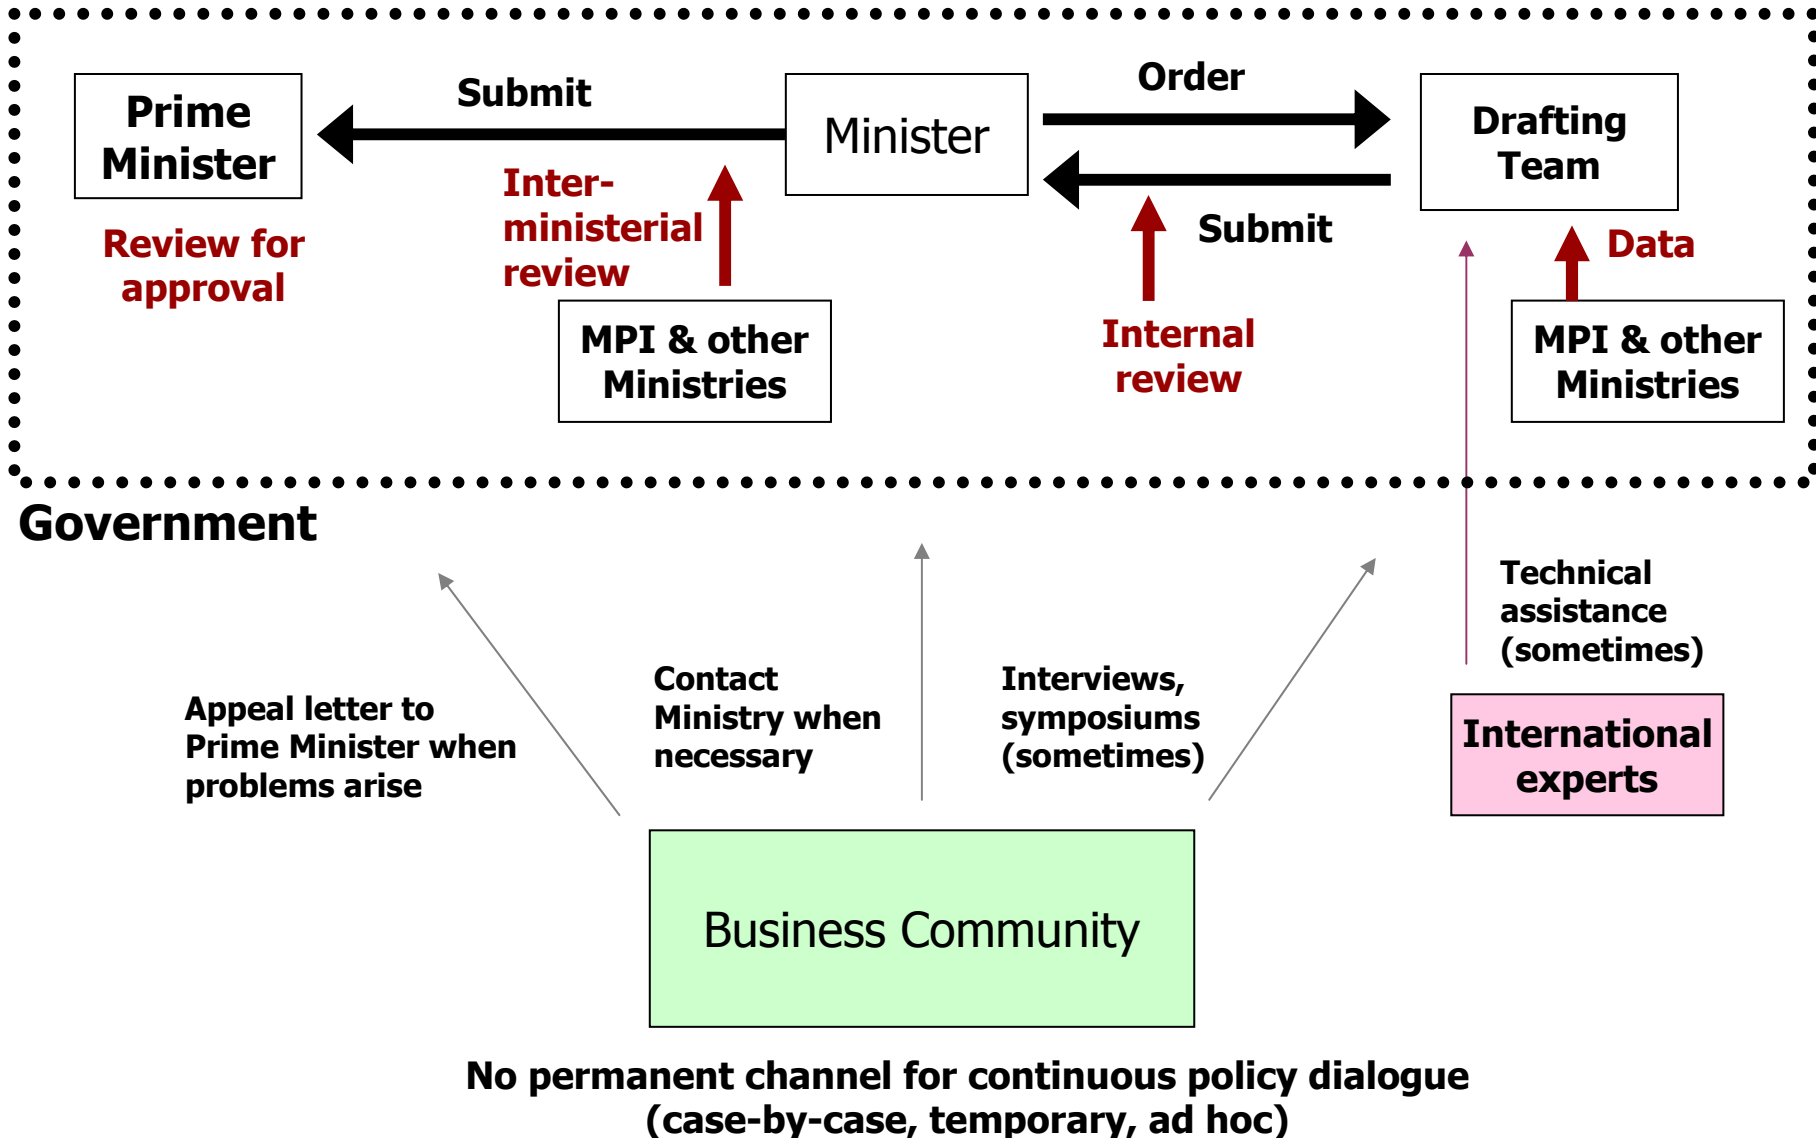 Prime
Minister
Submit
Minister
Order
Drafting
Team
Review for
approval
Inter-
ministerial
review
Submit
Data
MPI & other
Ministries
Internal
review
MPI & other
Ministries
Government
Technical
assistance
(sometimes)
Appeal letter to
Prime Minister when
problems arise
Contact
Ministry when
necessary
Interviews,
symposiums
(sometimes)
International
experts
Business Community
No permanent channel for continuous policy dialogue
(case-by-case, temporary, ad hoc)